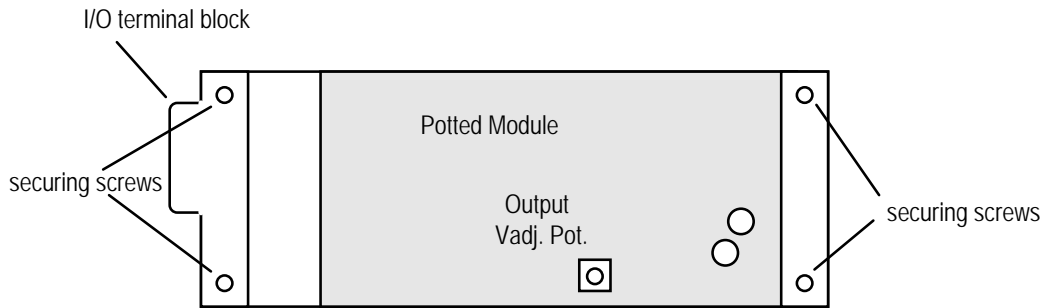 I/O terminal block
Potted Module
securing screws
Output
Vadj. Pot.
securing screws